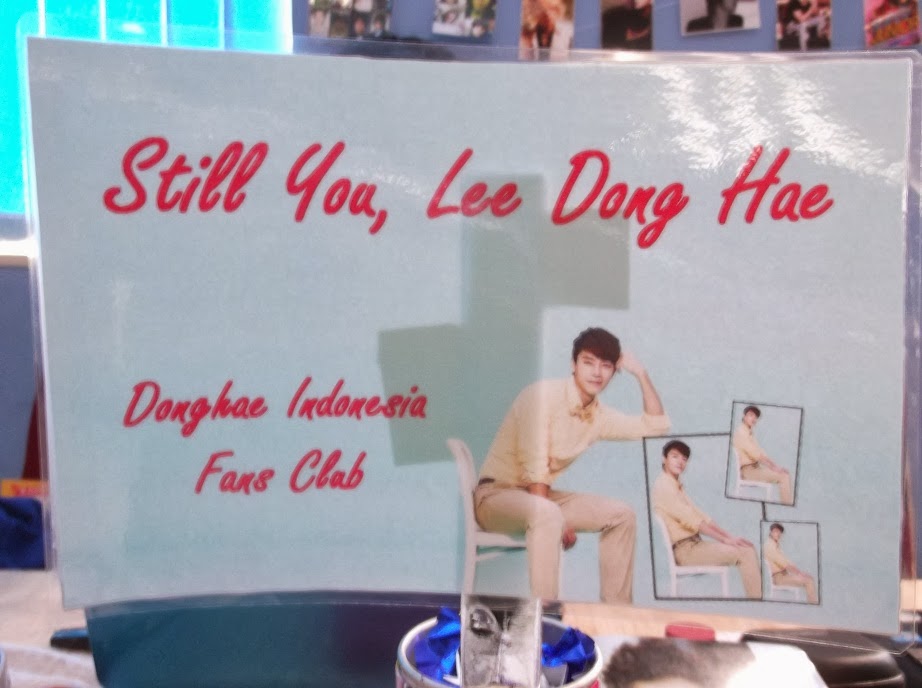 Still You, Lee Dong Hae
Donghae Indonesia
Fans Club